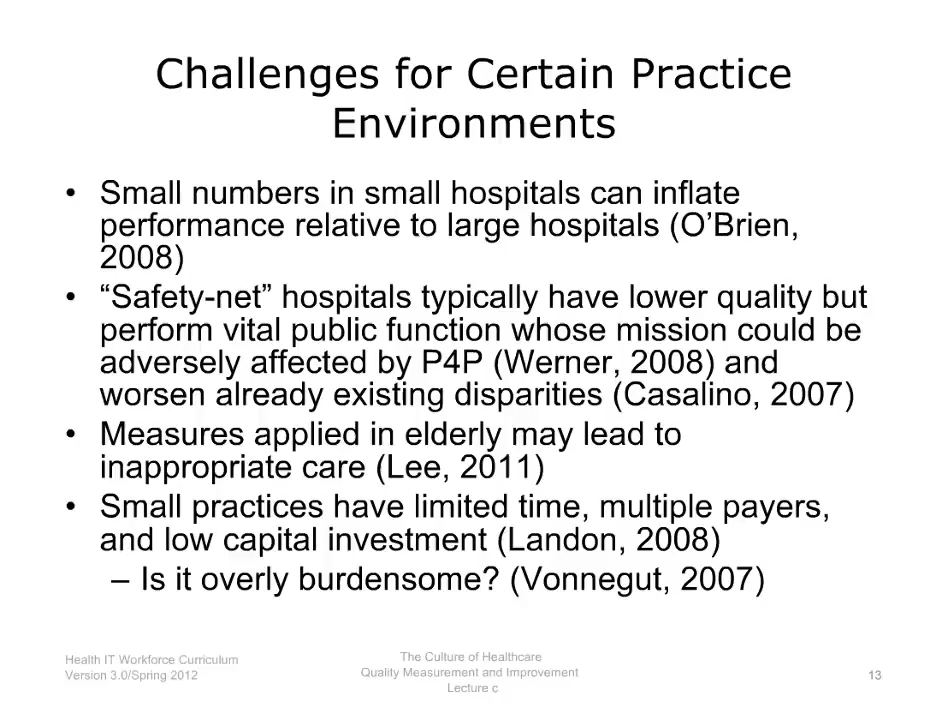 Challenges for Certain Practice
Environments
• Small numbers in small hospitals can inflate
performance relative to large hospitals (O’Brien,
2008)
• “Safety-net” hospitals typically have lower quality but
perform vital public function whose mission could be
adversely affected by P4P (Werner, 2008) and
worsen already existing disparities (Casalino, 2007)
• Measures applied in elderly may lead to
inappropriate care (Lee, 2011)
• Small practices have limited time, multiple payers,
and low capital investment (Landon, 2008)
– Is it overly burdensome? (Vonnegut, 2007)
Health IT Workforce Curriculum
Version 3.0/Spring 2012
The Culture of Healthcare
Quality Measurement and Improvement
Lecture c
13